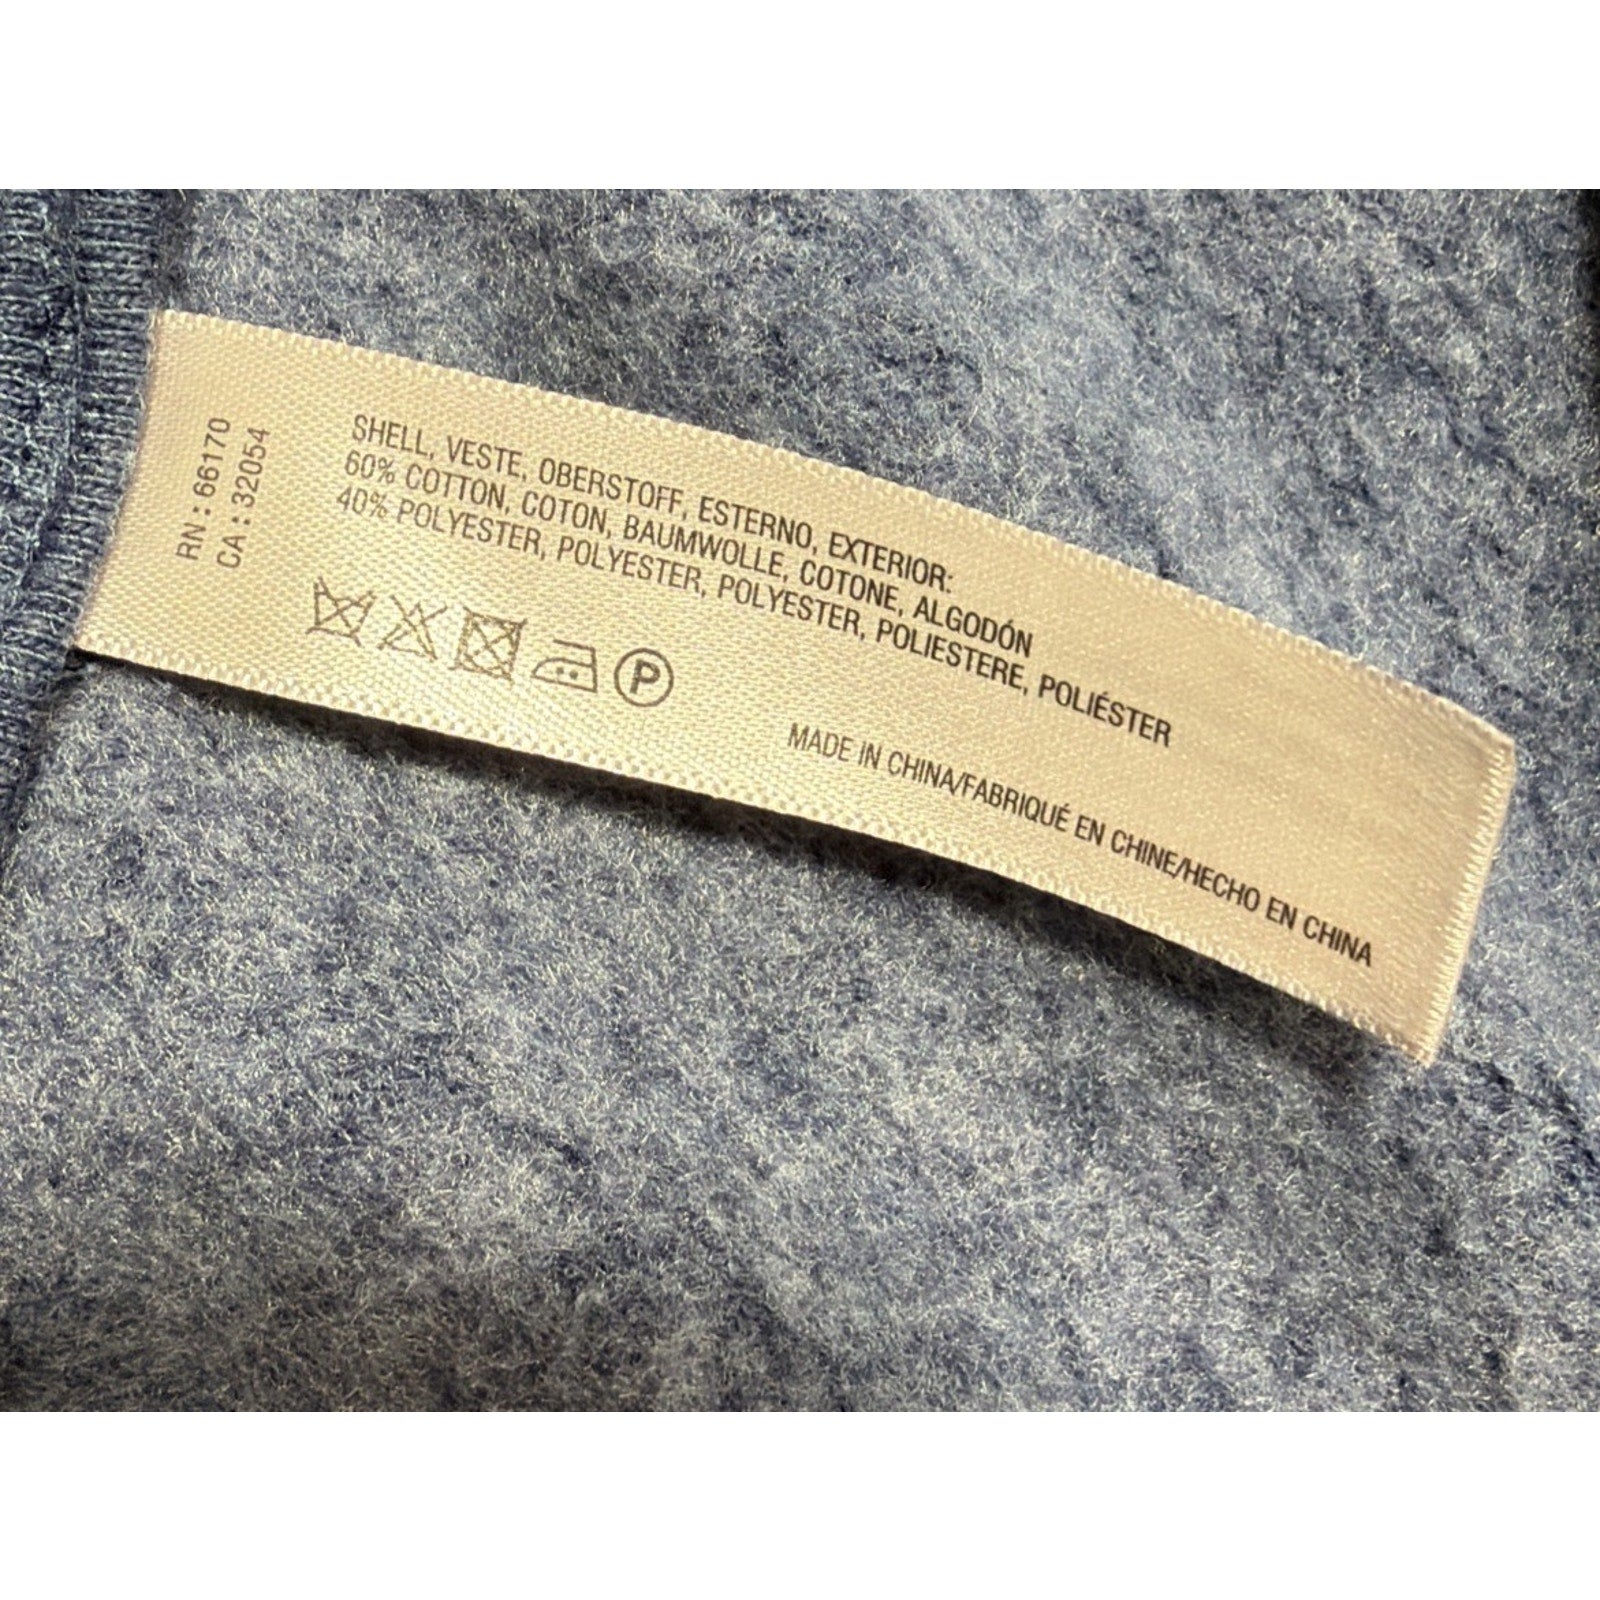 RN : 66170
CA : 32054
SHELL, VESTE, OBERSTOFF, ESTERNO, EXTERIOR:
60% COTTON, COTON, BAUMWOLLE, COTONE, ALGODÓN
40% POLYESTER, POLYESTER, POLYESTER, POLIESTERE, POLIÉSTER
P
MADE IN CHINA/FABRIQUÉ EN CHINE/HECHO EN CHINA